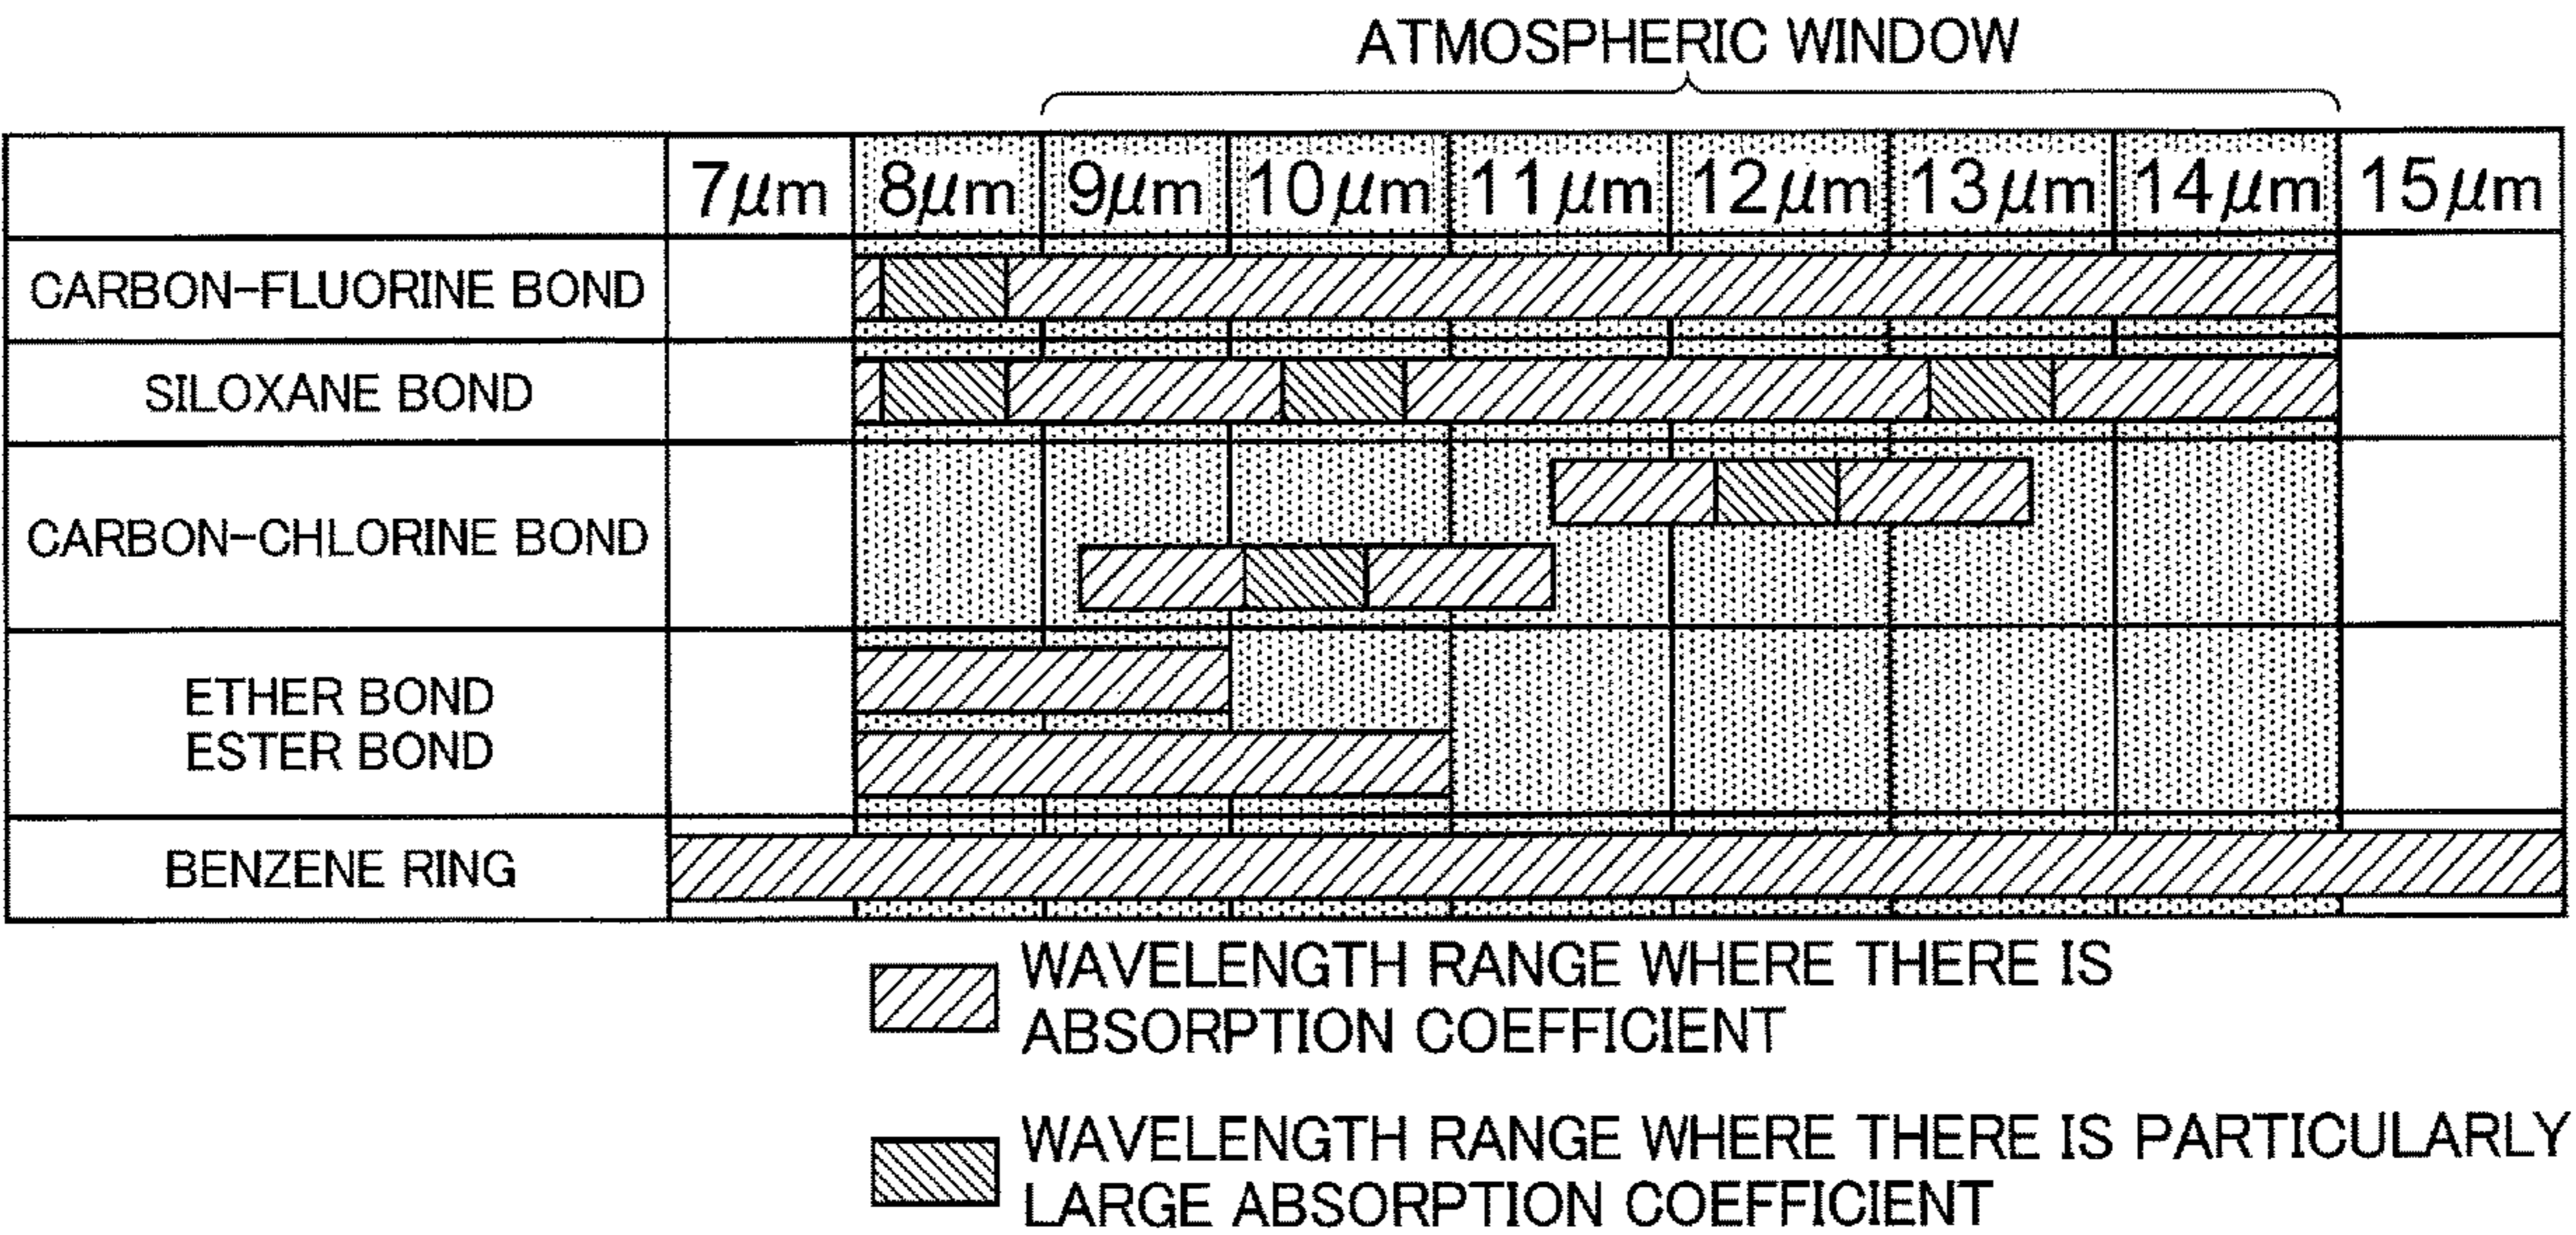 ATMOSPHERIC WINDOW
7μm 8μm 9μm 10μm 11μm 12μm 13μm 14μm 15μm
CARBON-FLUORINE BOND
SILOXANE BOND
CARBON-CHLORINE BOND
ETHER BOND
ESTER BOND
BENZENE RING
WAVELENGTH RANGE WHERE THERE IS
ABSORPTION COEFFICIENT
WAVELENGTH RANGE WHERE THERE IS PARTICULARLY
LARGE ABSORPTION COEFFICIENT